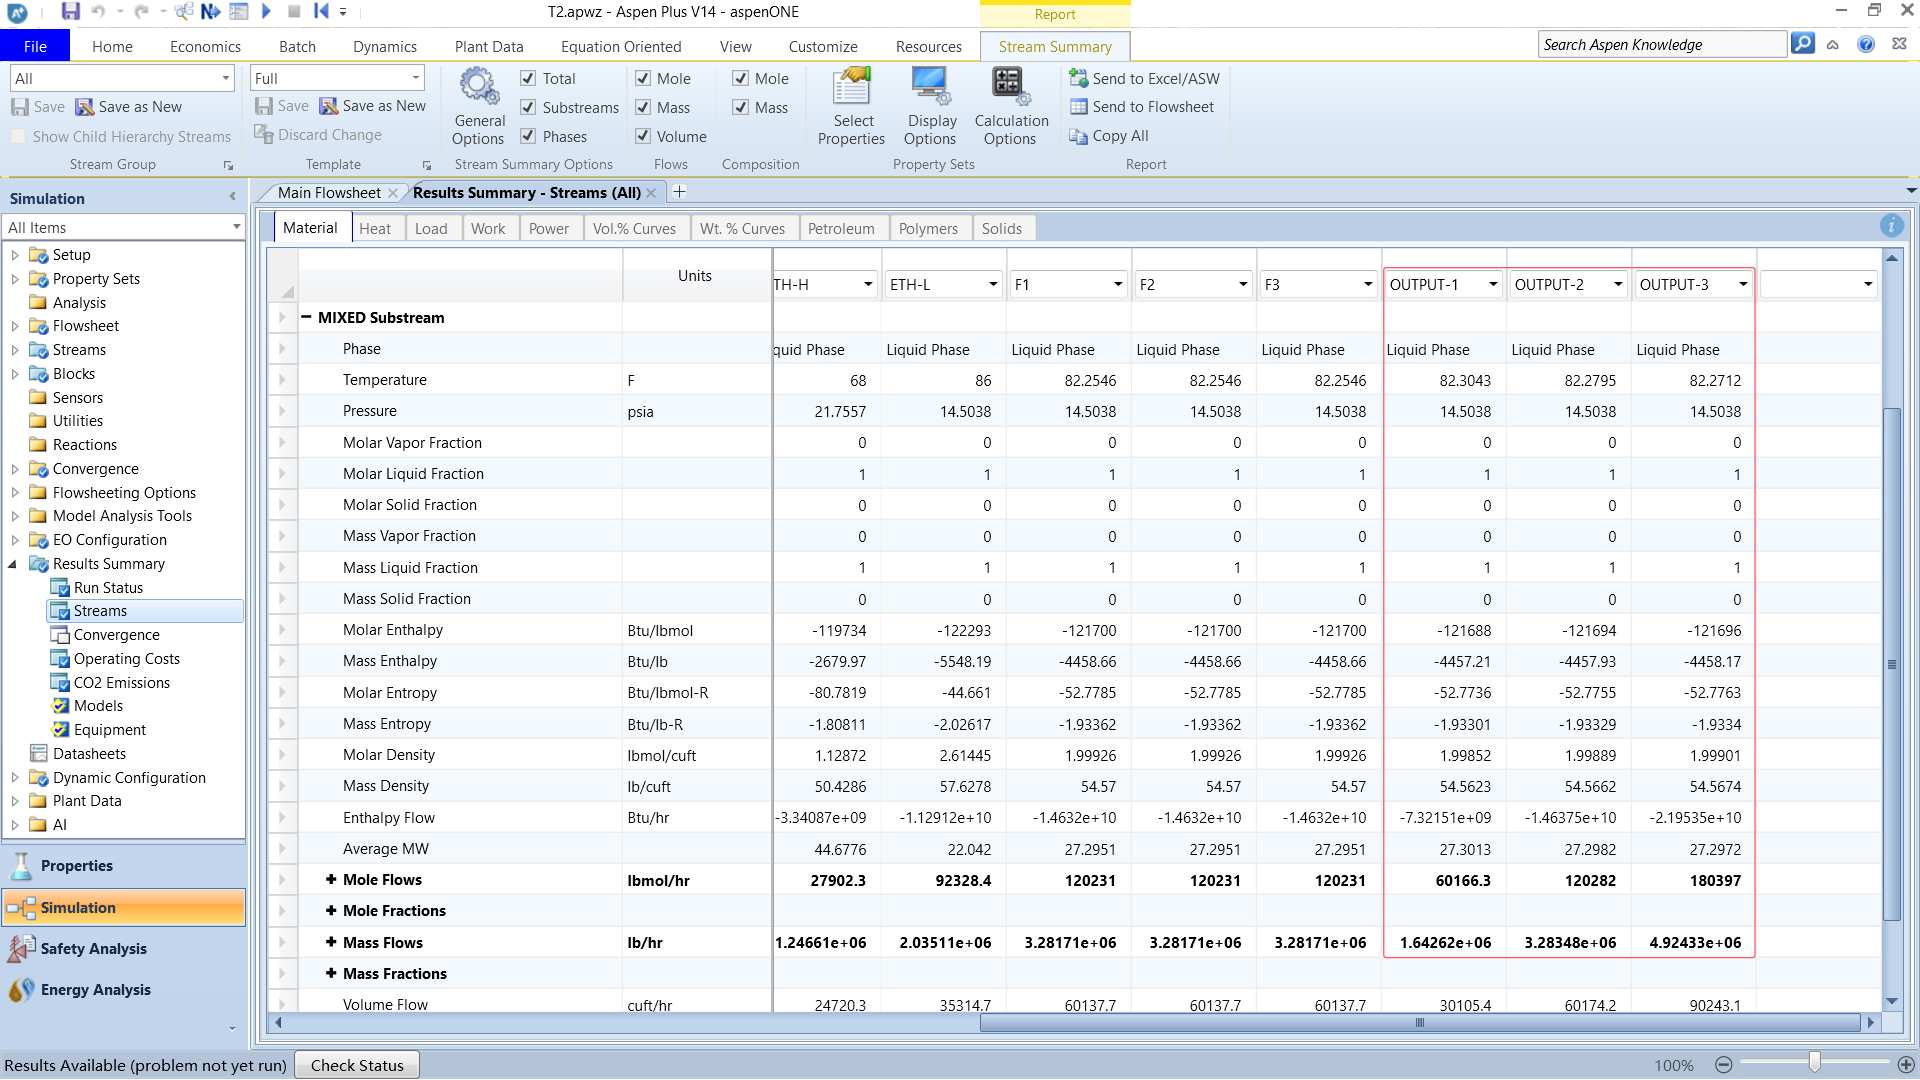 T2.apwz - Aspen Plus V14 - aspenONE
Report
File Home Economics Batch Dynamics Plant Data Equation Oriented View Customize Resources Stream Summary Search Aspen Knowledge
All Full Total Mole Mole Send to Excel/ASW
Save Save as New Save Save as New General Options Substreams Mass Mass Select Properties Display Options Calculation Options Send to Flowsheet
Show Child Hierarchy Streams Discard Change Phases Volume Copy All
Stream Group Template Stream Summary Options Flows Composition Property Sets Report
Simulation
All Items
Setup
Property Sets
Analysis
Flowsheet
Streams
Blocks
Sensors
Utilities
Reactions
Convergence
Flowsheeting Options
Model Analysis Tools
EO Configuration
Results Summary
Run Status
Streams
Convergence
Operating Costs
CO2 Emissions
Models
Equipment
Datasheets
Dynamic Configuration
Plant Data
AI
Properties
Simulation
Safety Analysis
Energy Analysis
Main Flowsheet Results Summary - Streams (All)
Material Heat Load Work Power Vol.% Curves Wt. % Curves Petroleum Polymers Solids
Units TH-H ETH-L F1 F2 F3 OUTPUT-1 OUTPUT-2 OUTPUT-3
MIXED Substream
Phase quid Phase Liquid Phase Liquid Phase Liquid Phase Liquid Phase Liquid Phase Liquid Phase Liquid Phase
Temperature F 68 86 82.2546 82.2546 82.2546 82.3043 82.2795 82.2712
Pressure psia 21.7557 14.5038 14.5038 14.5038 14.5038 14.5038 14.5038 14.5038
Molar Vapor Fraction 0 0 0 0 0 0 0 0
Molar Liquid Fraction 1 1 1 1 1 1 1 1
Molar Solid Fraction 0 0 0 0 0 0 0 0
Mass Vapor Fraction 0 0 0 0 0 0 0 0
Mass Liquid Fraction 1 1 1 1 1 1 1 1
Mass Solid Fraction 0 0 0 0 0 0 0 0
Molar Enthalpy Btu/lbmol -119734 -122293 -121700 -121700 -121700 -121688 -121694 -121696
Mass Enthalpy Btu/lb -2679.97 -5548.19 -4458.66 -4458.66 -4458.66 -4457.21 -4457.93 -4458.17
Molar Entropy Btu/lbmol-R -80.7819 -44.661 -52.7785 -52.7785 -52.7785 -52.7736 -52.7755 -52.7763
Mass Entropy Btu/lb-R -1.80811 -2.02617 -1.93362 -1.93362 -1.93362 -1.93301 -1.93329 -1.9334
Molar Density lbmol/cuft 1.12872 2.61445 1.99926 1.99926 1.99926 1.99852 1.99889 1.99901
Mass Density lb/cuft 50.4286 57.6278 54.57 54.57 54.57 54.5623 54.5662 54.5674
Enthalpy Flow Btu/hr -3.34087e+09 -1.12912e+10 -1.4632e+10 -1.4632e+10 -1.4632e+10 -7.32151e+09 -1.46375e+10 -2.19535e+10
Average MW 44.6776 22.042 27.2951 27.2951 27.2951 27.3013 27.2982 27.2972
Mole Flows lbmol/hr 27902.3 92328.4 120231 120231 120231 60166.3 120282 180397
Mole Fractions
Mass Flows lb/hr 1.24661e+06 2.03511e+06 3.28171e+06 3.28171e+06 3.28171e+06 1.64262e+06 3.28348e+06 4.92433e+06
Mass Fractions
Volume Flow cuft/hr 24720.3 35314.7 60137.7 60137.7 60137.7 30105.4 60174.2 90243.1
Results Available (problem not yet run) Check Status 100%